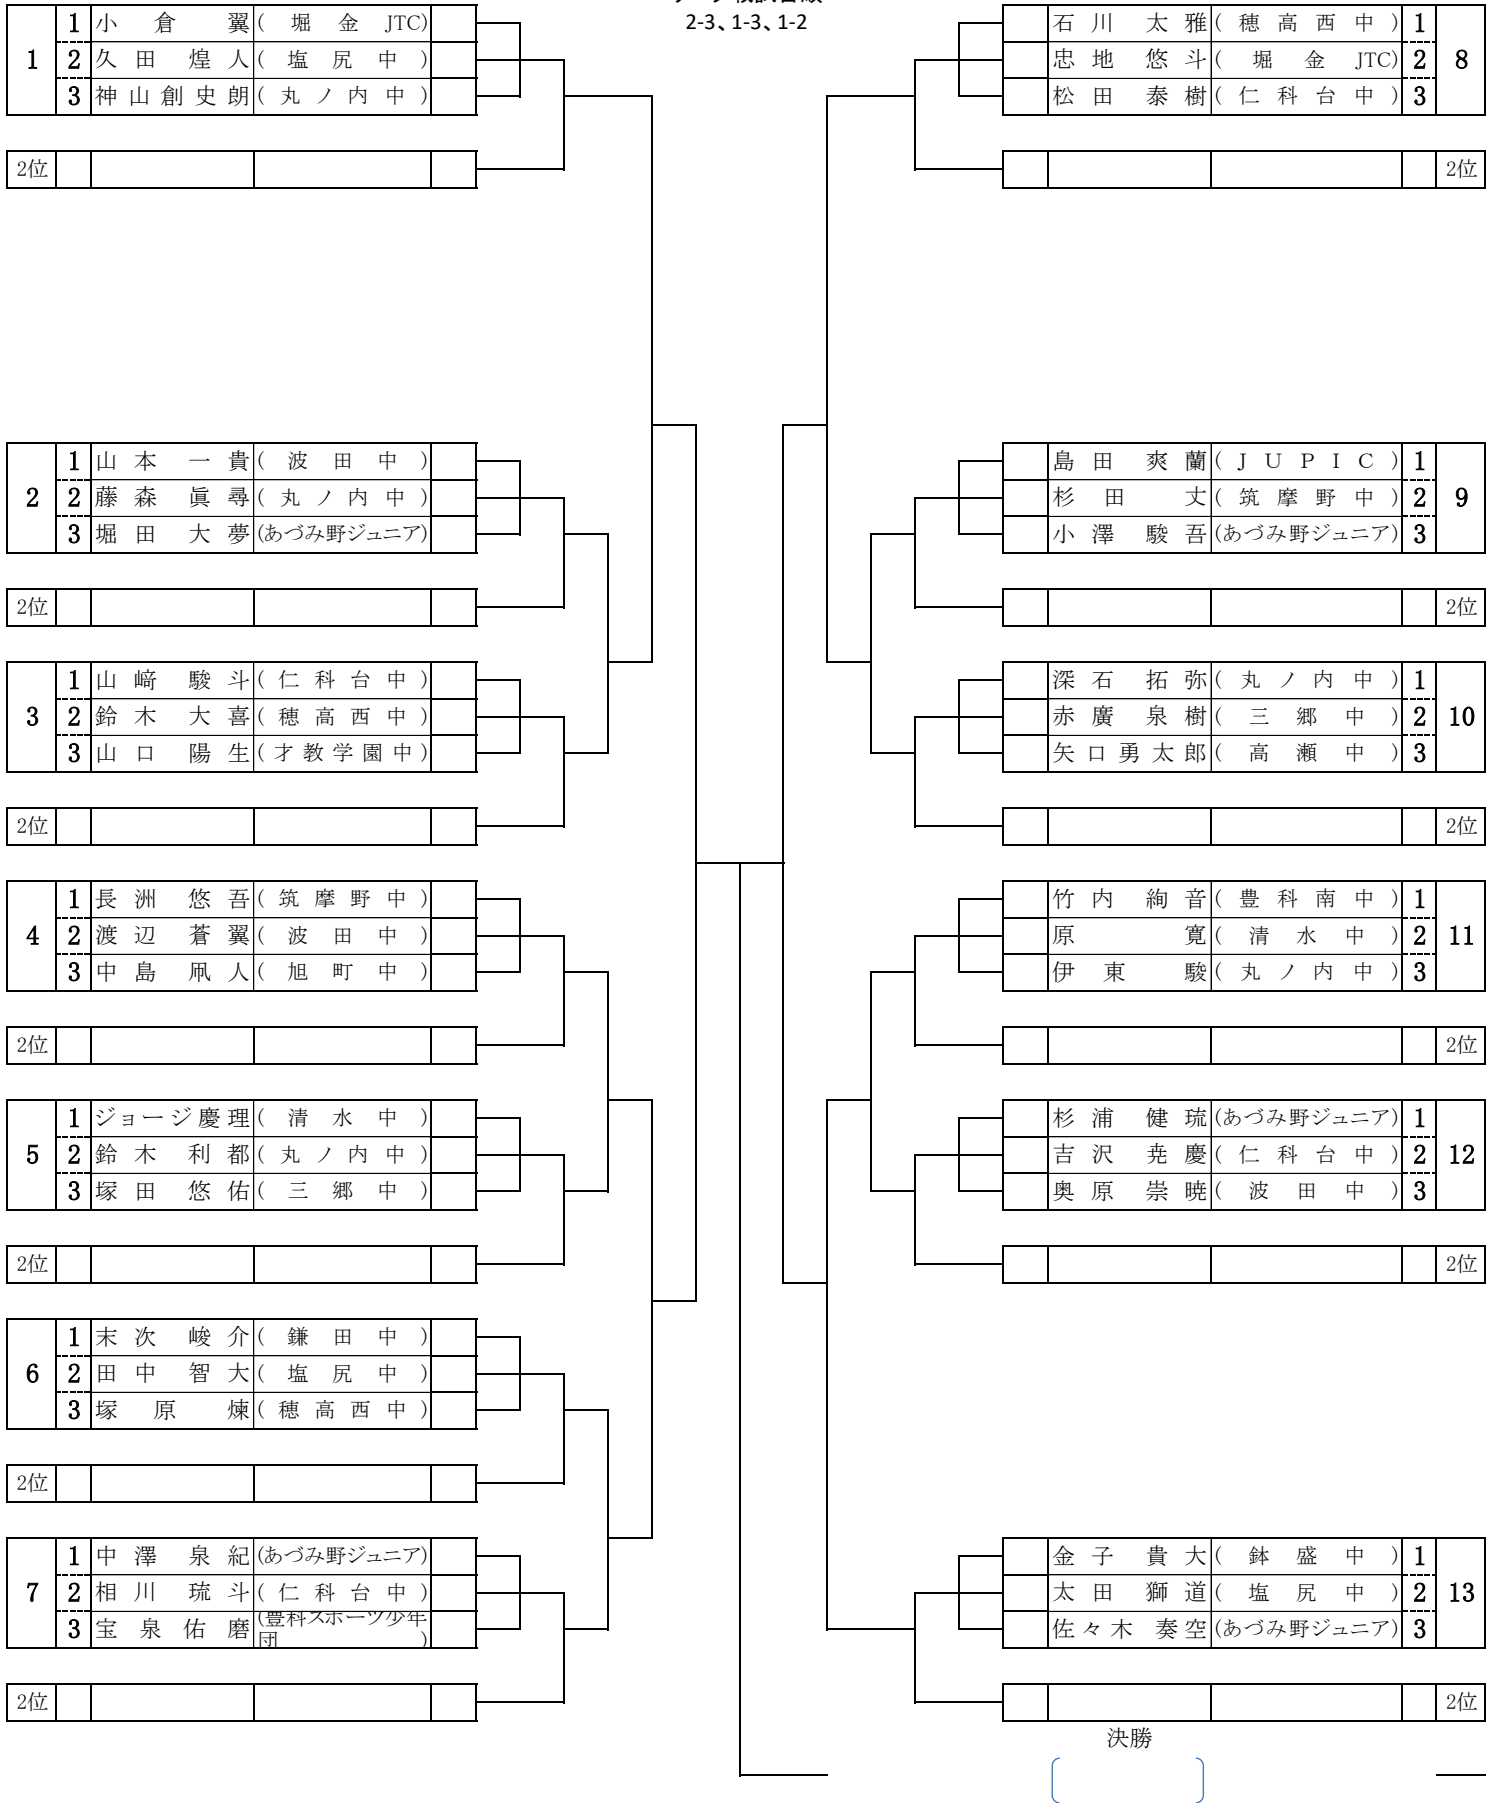 2-3、1-3、1-2
1
1 小倉 翼 (堀金 JTC)
2 久田 煌人 (塩尻中)
3 神山創史朗 (丸ノ内中)
2位
2
1 山本 一貴 (波田中)
2 藤森 眞尋 (丸ノ内中)
3 堀田 大夢 (あづみ野ジュニア)
2位
3
1 山﨑 駿斗 (仁科台中)
2 鈴木 大喜 (穂高西中)
3 山口 陽生 (才教学園中)
2位
4
1 長洲 悠吾 (筑摩野中)
2 渡辺 蒼翼 (波田中)
3 中島 凧人 (旭町中)
2位
5
1 ジョージ慶理 (清水中)
2 鈴木 利都 (丸ノ内中)
3 塚田 悠佑 (三郷中)
2位
6
1 末次 峻介 (鎌田中)
2 田中 智大 (塩尻中)
3 塚原 煉 (穂高西中)
2位
7
1 中澤 泉紀 (あづみ野ジュニア)
2 相川 琉斗 (仁科台中)
3 宝泉 佑磨 (豊科スポーツ少年団)
2位
石川 太雅 (穂高西中) 1
忠地 悠斗 (堀金 JTC) 2
松田 泰樹 (仁科台中) 3
8
2位
島田 爽蘭 (JUPIC) 1
杉田 丈 (筑摩野中) 2
小澤 駿吾 (あづみ野ジュニア) 3
9
2位
深石 拓弥 (丸ノ内中) 1
赤廣 泉樹 (三郷中) 2
矢口勇太郎 (高瀬中) 3
10
2位
竹内 絢音 (豊科南中) 1
原 寛 (清水中) 2
伊東 駿 (丸ノ内中) 3
11
2位
杉浦 健琉 (あづみ野ジュニア) 1
吉沢 尭慶 (仁科台中) 2
奥原 崇暁 (波田中) 3
12
2位
金子 貴大 (鉢盛中) 1
太田 獅道 (塩尻中) 2
佐々木 奏空 (あづみ野ジュニア) 3
13
2位
決勝